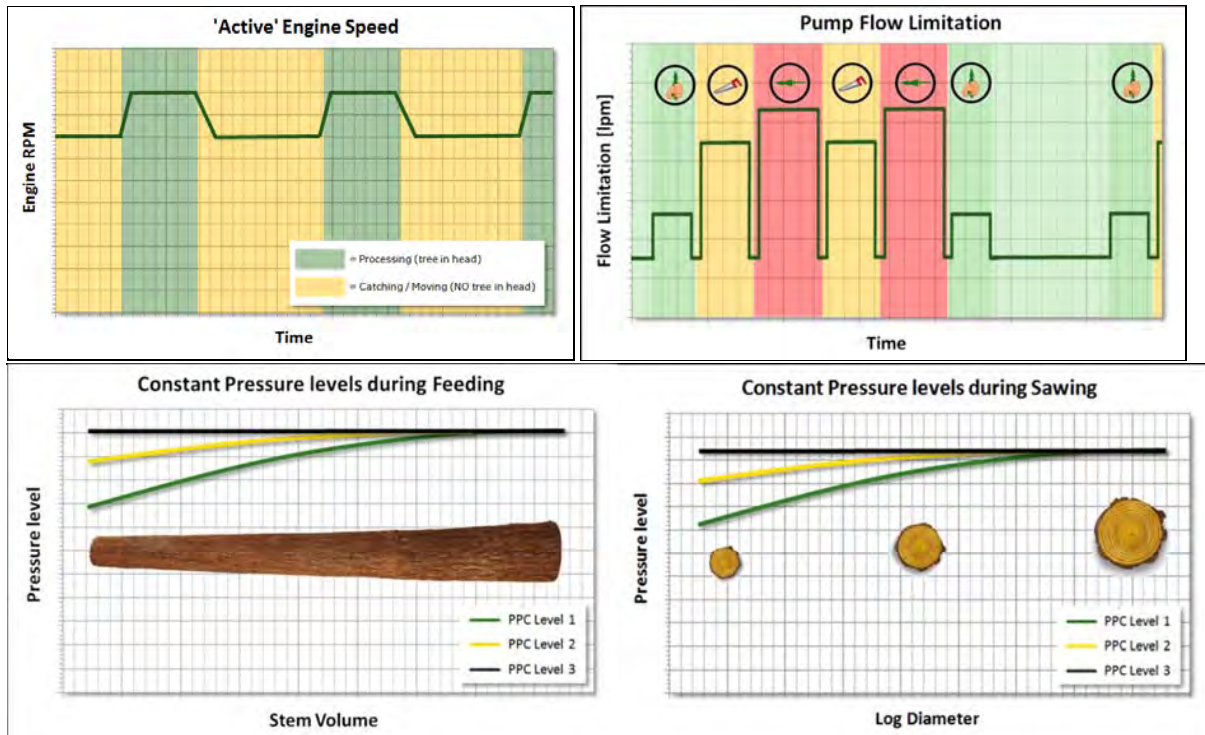 'Active' Engine Speed
Engine RPM
= Processing (tree in head)
= Catching / Moving (NO tree in head)
Time
Pump Flow Limitation
Flow Limitation [lpm]
Time
Constant Pressure levels during Feeding
Pressure level
PPC Level 1
PPC Level 2
PPC Level 3
Stem Volume
Constant Pressure levels during Sawing
Pressure level
PPC Level 1
PPC Level 2
PPC Level 3
Log Diameter